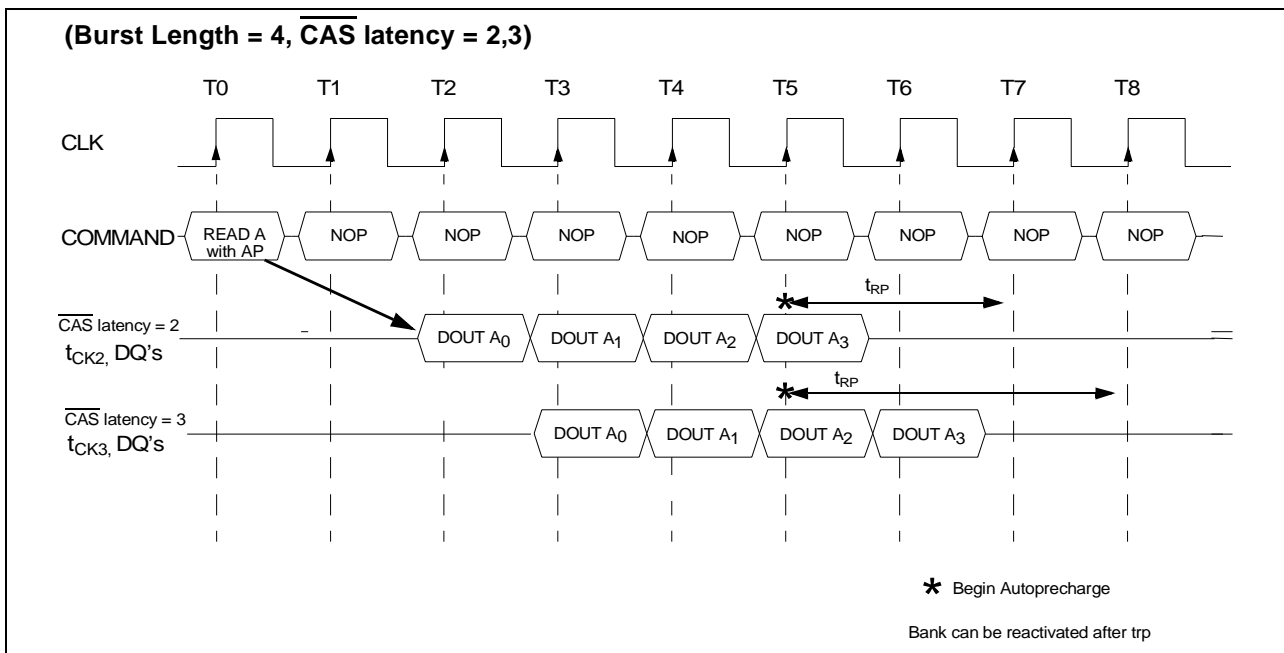 (Burst Length = 4, CAS latency = 2,3)
T0 T1 T2 T3 T4 T5 T6 T7 T8
CLK
COMMAND READ A with AP NOP NOP NOP NOP NOP NOP NOP NOP
* tRP
CAS latency = 2
tCK2, DQ's DOUT A0 DOUT A1 DOUT A2 DOUT A3
* tRP
CAS latency = 3
tCK3, DQ's DOUT A0 DOUT A1 DOUT A2 DOUT A3
* Begin Autoprecharge
Bank can be reactivated after trp